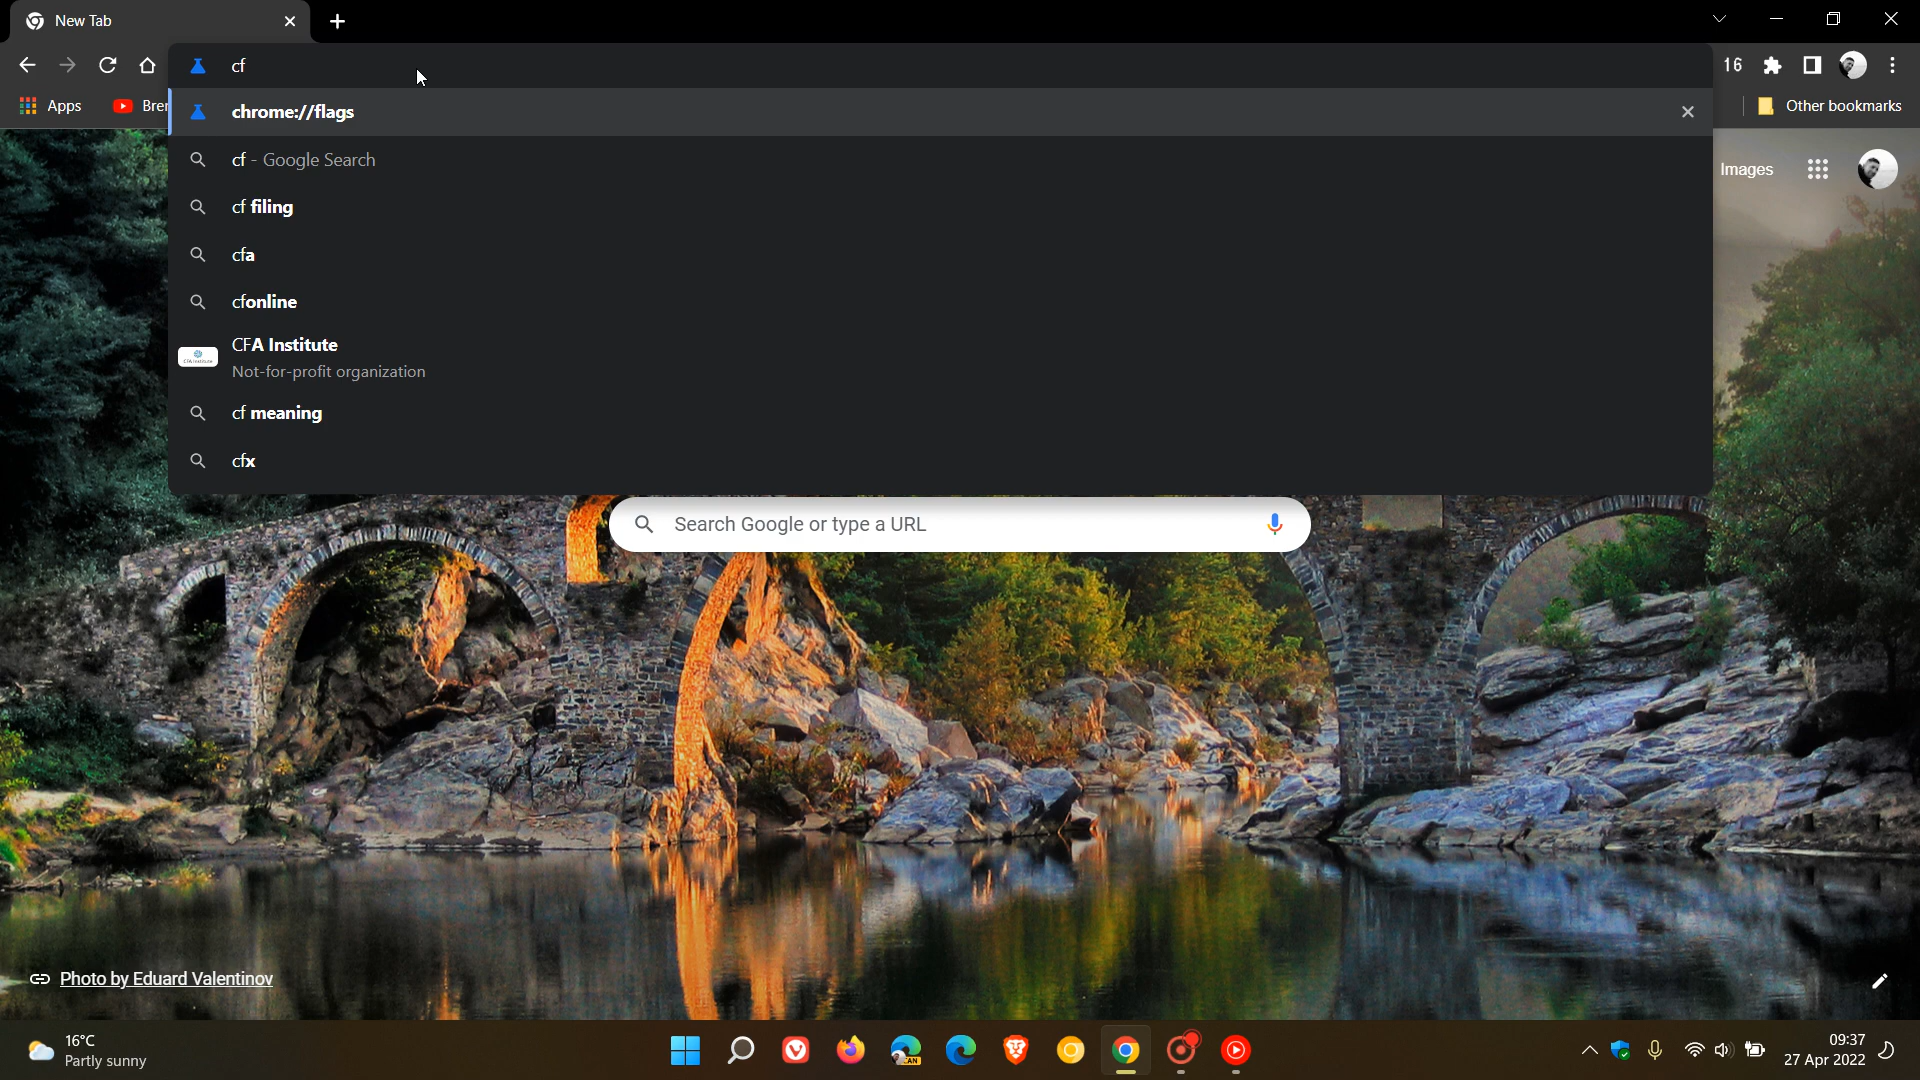 New Tab
cf
16
Apps
Brer
chrome://flags
Other bookmarks
cf - Google Search
Images
cf filing
cfa
cfonline
CFA Institute
Not-for-profit organization
cf meaning
cfx
Search Google or type a URL
Photo by Eduard Valentinov
16°C
Partly sunny
CAN
09:37
27 Apr 2022